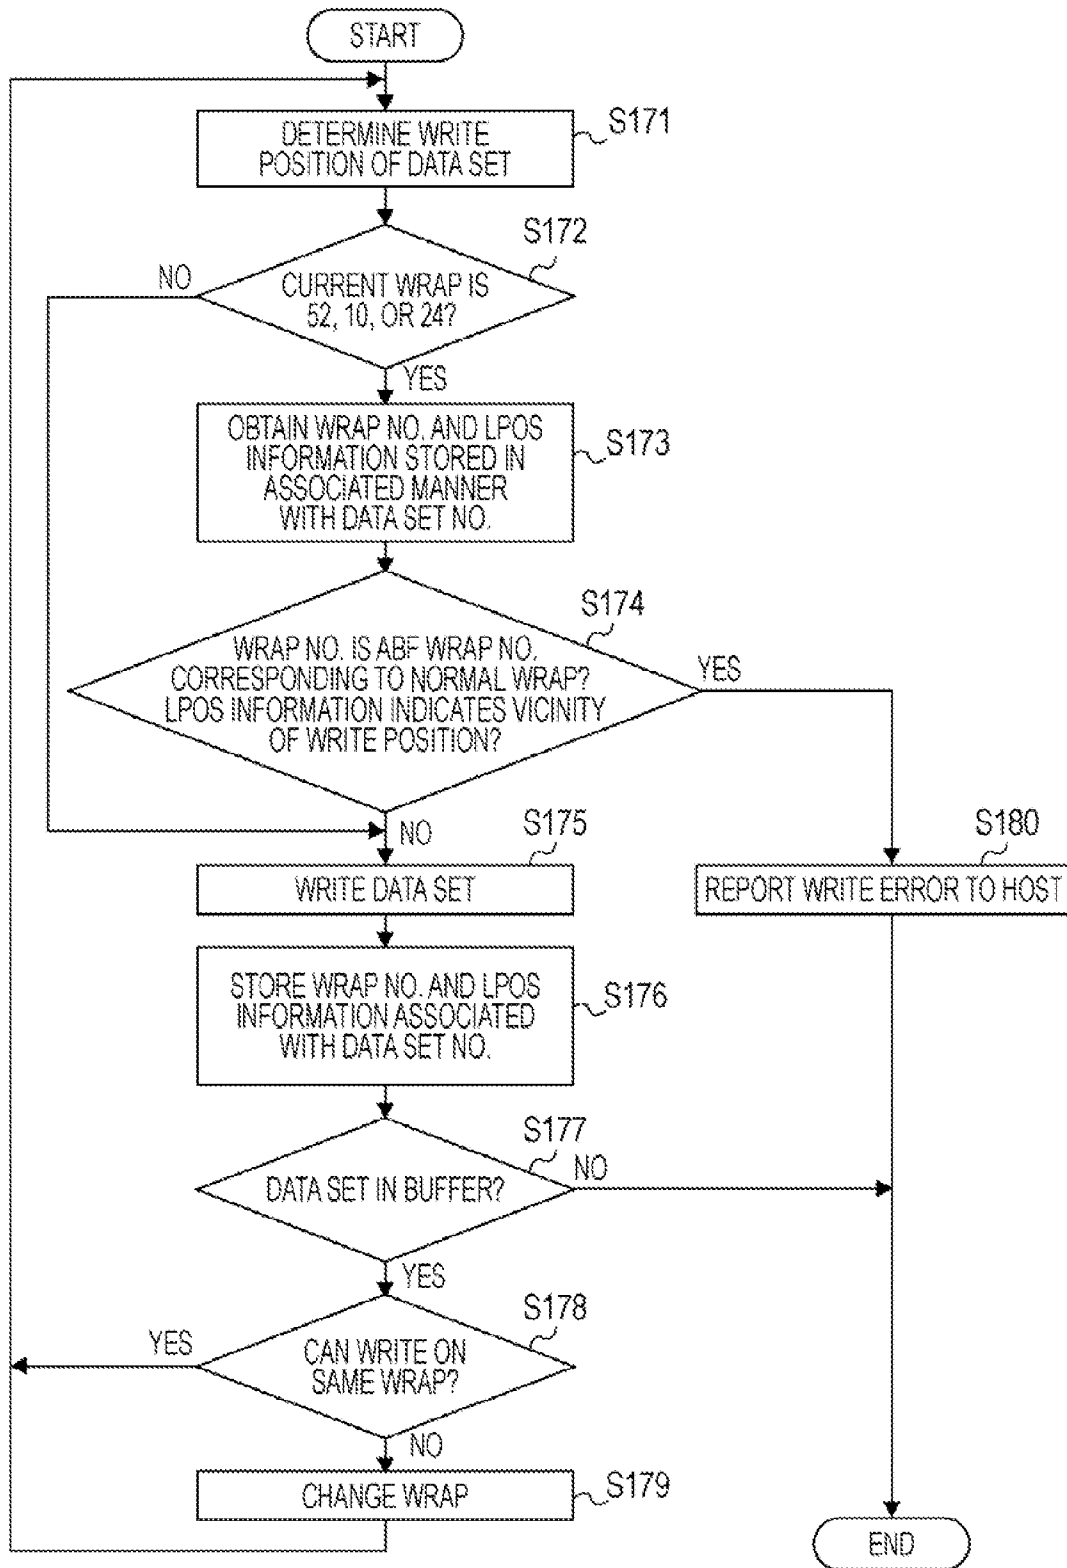 START
S171
DETERMINE WRITE
POSITION OF DATA SET
S172
NO
CURRENT WRAP IS
52, 10, OR 24?
YES
OBTAIN WRAP NO. AND LPOS
INFORMATION STORED IN
ASSOCIATED MANNER
WITH DATA SET NO.
S173
S174
WRAP NO. IS ABF WRAP NO.
CORRESPONDING TO NORMAL WRAP?
LPOS INFORMATION INDICATES VICINITY
OF WRITE POSITION?
YES
NO
S175
WRITE DATA SET
S180
REPORT WRITE ERROR TO HOST
STORE WRAP NO. AND LPOS
INFORMATION ASSOCIATED
WITH DATA SET NO.
S176
S177
DATA SET IN BUFFER?
NO
YES
S178
YES
CAN WRITE ON
SAME WRAP?
NO
CHANGE WRAP
S179
END